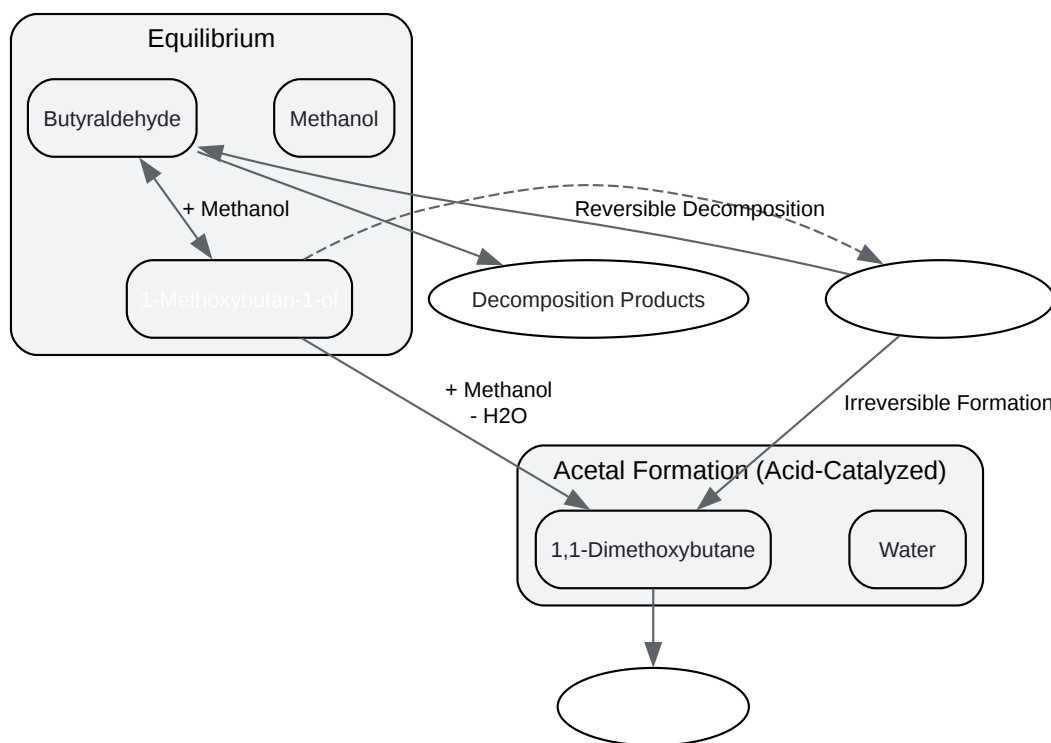 Equilibrium
Butyraldehyde
Methanol
+ Methanol
Reversible Decomposition
1-Methoxybutan-1-ol
Decomposition Products
+ Methanol
- H2O
Irreversible Formation
Acetal Formation (Acid-Catalyzed)
1,1-Dimethoxybutane
Water